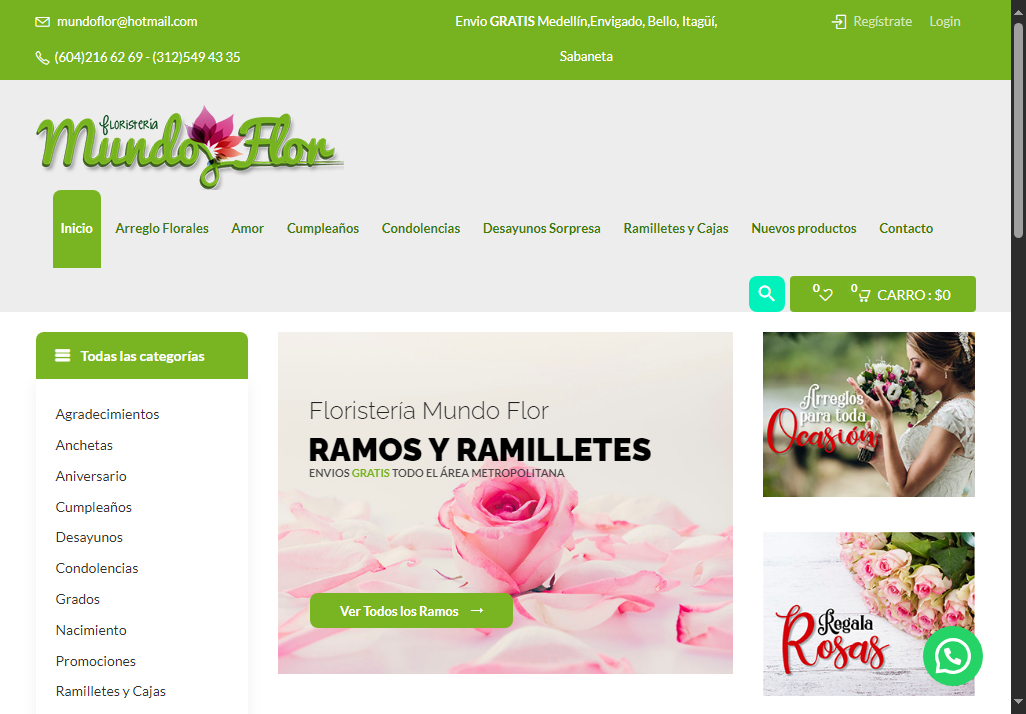 mundoflor@hotmail.com
(604)216 62 69 - (312)549 43 35
Envio GRATIS Medellín,Envigado, Bello, Itagüí,
Sabaneta
Regístrate Login
floristería
Mundo Flor
Inicio Arreglo Florales Amor Cumpleaños Condolencias Desayunos Sorpresa Ramilletes y Cajas Nuevos productos Contacto
0 0 CARRO : $0
Todas las categorías
Agradecimientos
Anchetas
Aniversario
Cumpleaños
Desayunos
Condolencias
Grados
Nacimiento
Promociones
Ramilletes y Cajas
Floristería Mundo Flor
RAMOS Y RAMILLETES
ENVIOS GRATIS TODO EL ÁREA METROPOLITANA
Ver Todos los Ramos →
Arreglos
para toda
Ocasión
Regala
Rosas